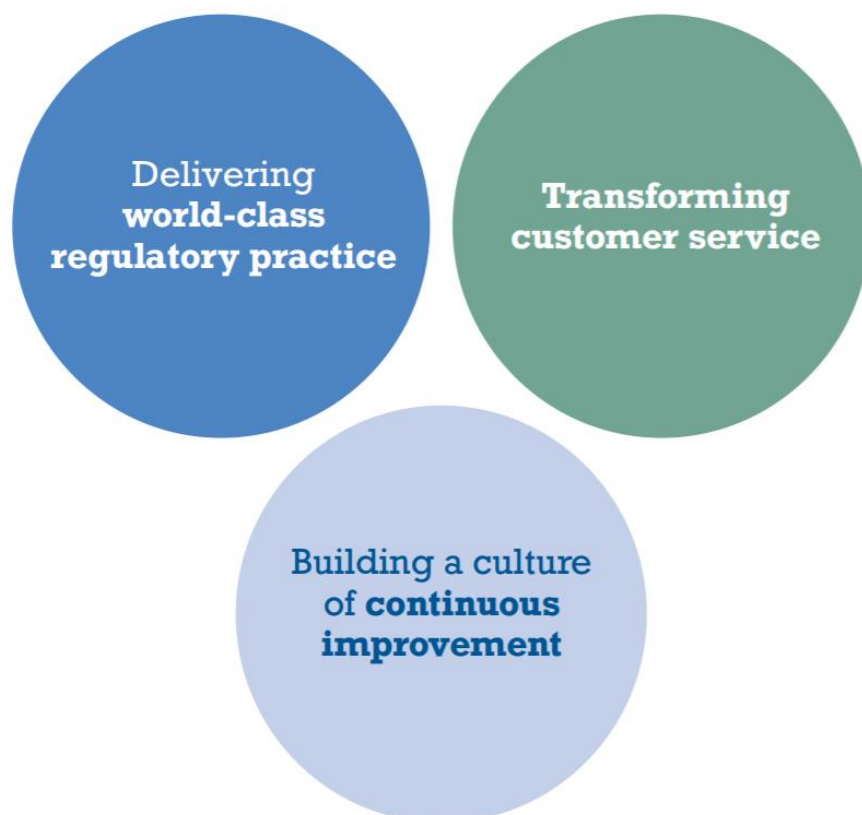 Delivering
world-class
regulatory practice
Transforming
customer service
Building a culture
of continuous
improvement